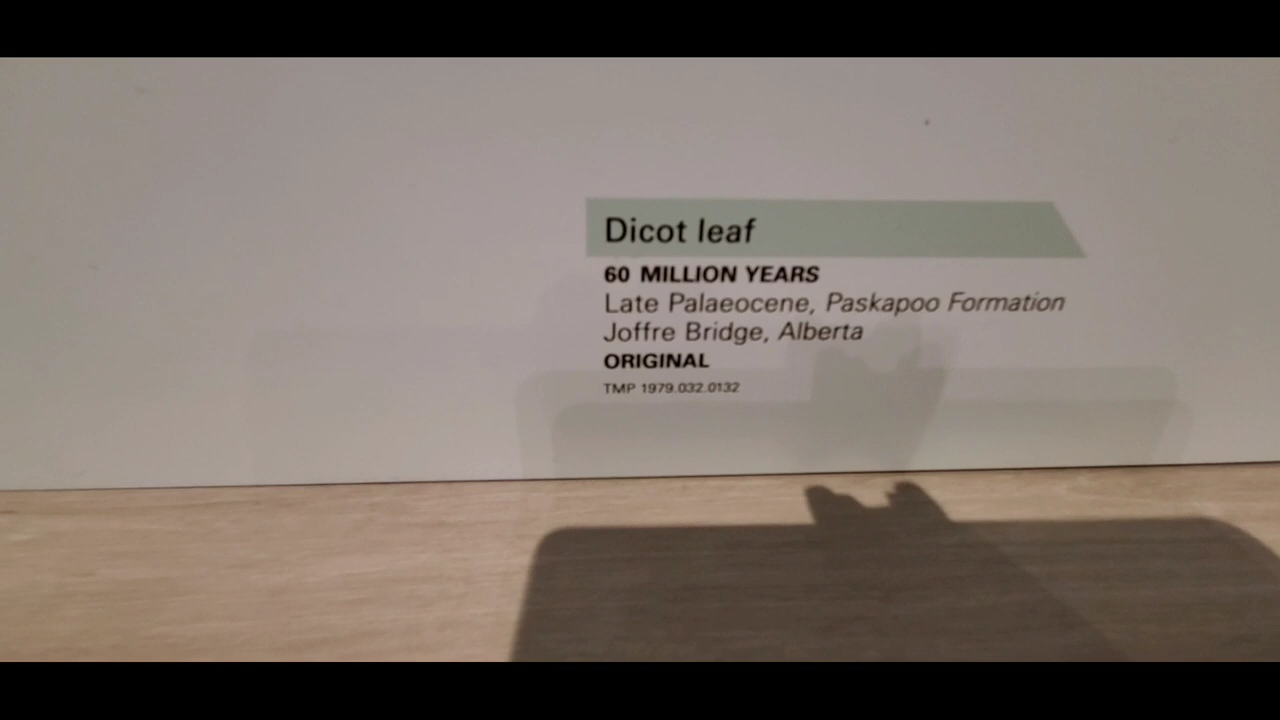 Dicot leaf
60 MILLION YEARS
Late Palaeocene, Paskapoo Formation
Joffre Bridge, Alberta
ORIGINAL
TMP 1979.032.0132